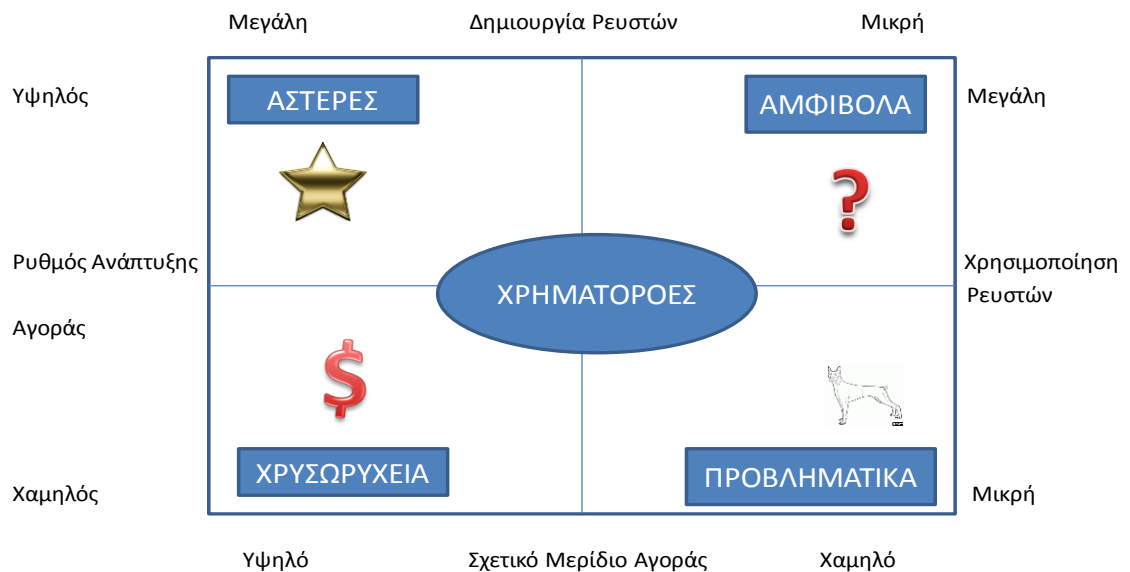 Μεγάλη Δημιουργία Ρευστών Μικρή
Υψηλός ΑΣΤΕΡΕΣ ΑΜΦΙΒΟΛΑ Μεγάλη
?
Ρυθμός Ανάπτυξης Χρησιμοποίηση
ΧΡΗΜΑΤΟΡΟΕΣ Ρευστών
Αγοράς
$
ΧΡΥΣΩΡΥΧΕΙΑ ΠΡΟΒΛΗΜΑΤΙΚΑ
Χαμηλός Μικρή
Υψηλό Σχετικό Μερίδιο Αγοράς Χαμηλό